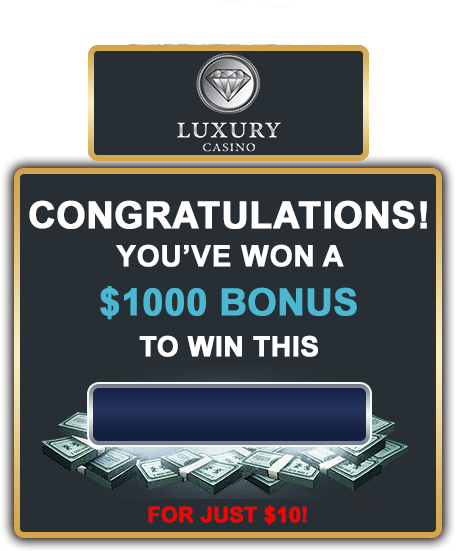 LUXURY
CASINO
CONGRATULATIONS!
YOU’VE WON A
$1000 BONUS
TO WIN THIS
FOR JUST $10!